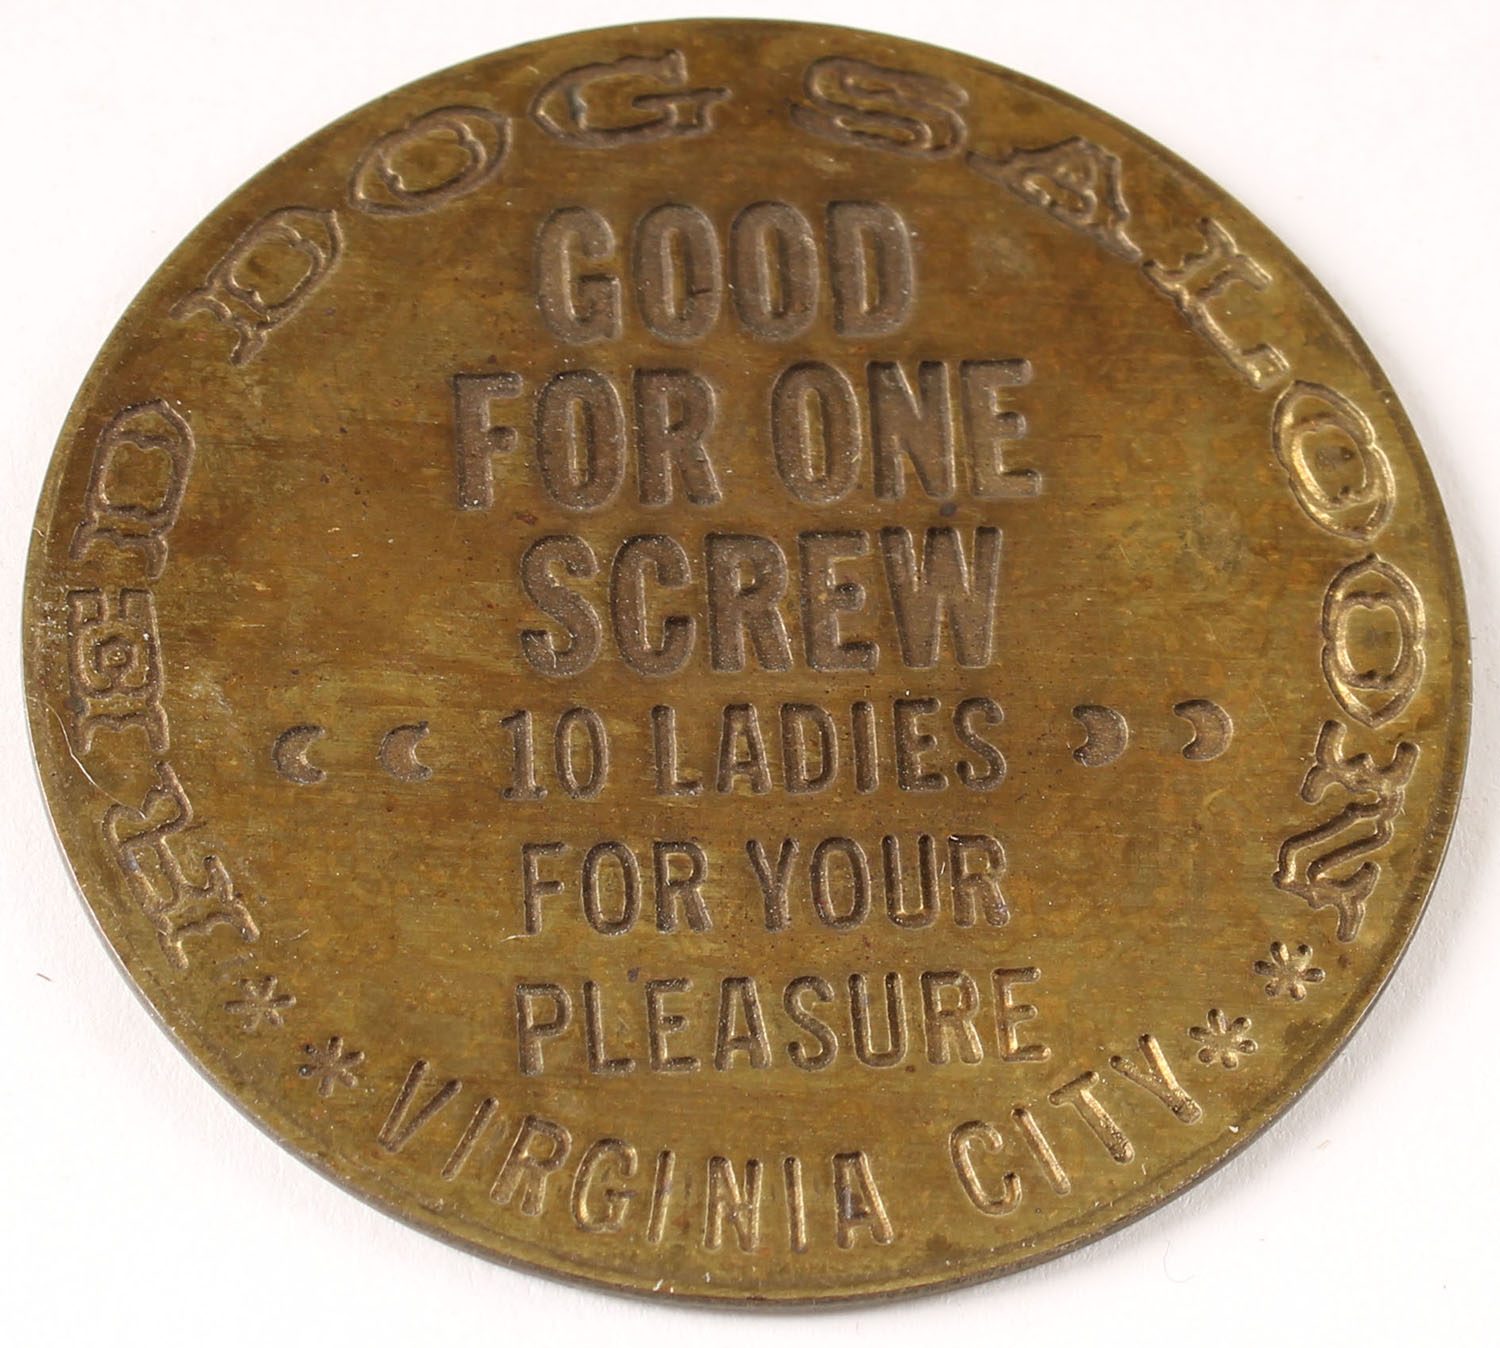 RED DOG SALOON
GOOD
FOR ONE
SCREW
10 LADIES
FOR YOUR
PLEASURE
VIRGINIA CITY